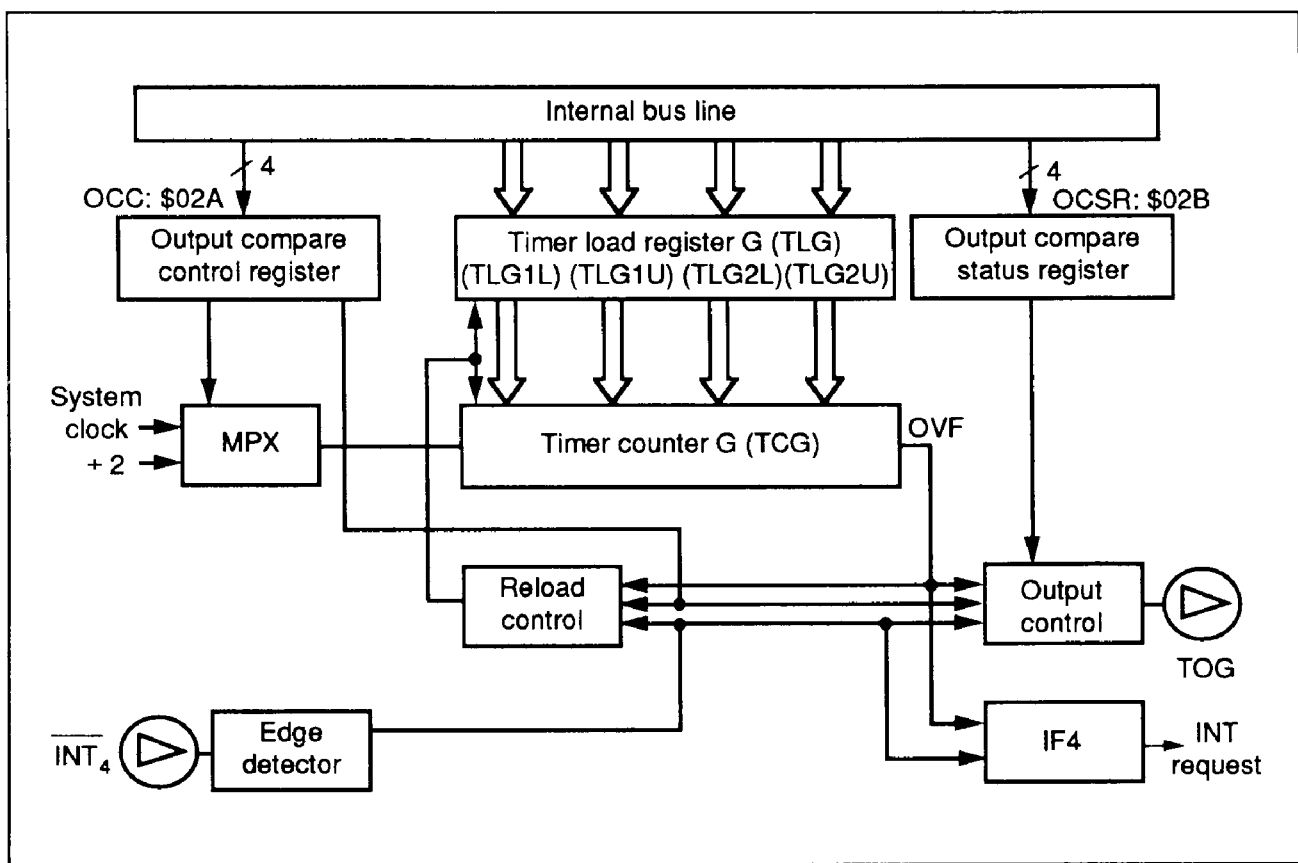 Internal bus line
4
4
OCC: $02A
OCSR: $02B
Output compare
control register
Timer load register G (TLG)
(TLG1L) (TLG1U) (TLG2L)(TLG2U)
Output compare
status register
System
clock
+ 2
MPX
Timer counter G (TCG)
OVF
Reload
control
Output
control
TOG
INT4
Edge
detector
IF4
INT
request